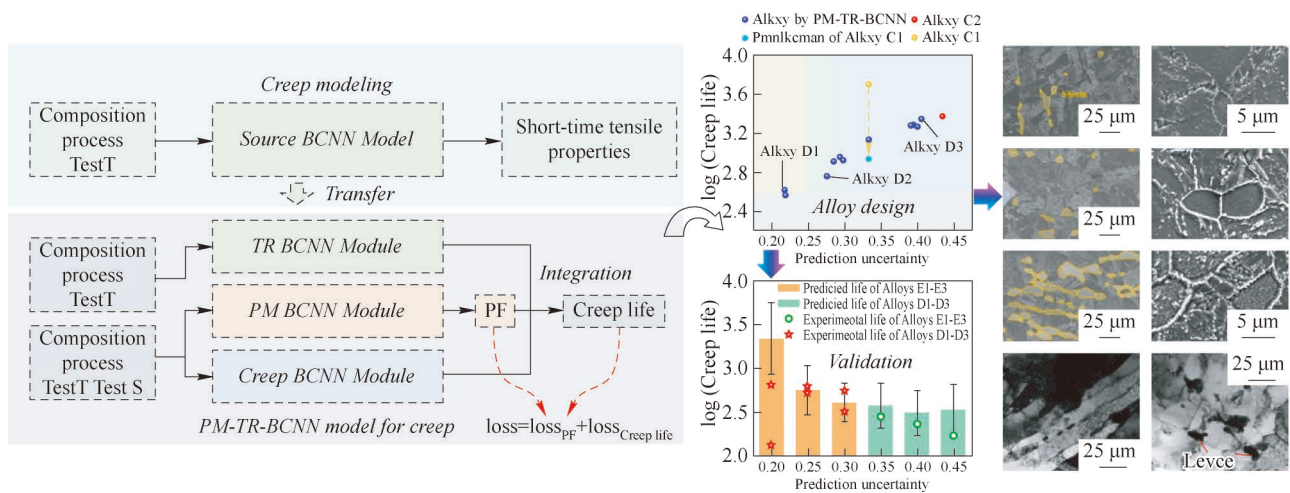 Creep modeling
Composition
process
TestT
Source BCNN Model
Short-time tensile
properties
Transfer
Composition
process
TestT
TR BCNN Module
Integration
PM BCNN Module
PF
Creep life
Composition
process
TestT Test S
Creep BCNN Module
PM-TR-BCNN model for creep
loss=loss_PF+loss_Creep life
Alkxy by PM-TR-BCNN
Alkxy C2
Pmnlkcman of Alkxy C1
Alkxy C1
log (Creep life)
4.0
3.6
3.2
2.8
2.4
Alkxy D1
Alkxy D2
Alkxy D3
Alloy design
0.20 0.25 0.30 0.35 0.40 0.45
Prediction uncertainty
log (Creep life)
4.0
3.5
3.0
2.5
2.0
Predicied life of Alloys E1-E3
Predicied life of Alloys D1-D3
Experimeotal life of Alloys E1-E3
Experimeotal life of Alloys D1-D3
Validation
0.20 0.25 0.30 0.35 0.40 0.45
Prediction uncertainty
25 μm
5 μm
25 μm
5 μm
25 μm
5 μm
25 μm
25 μm
Levce